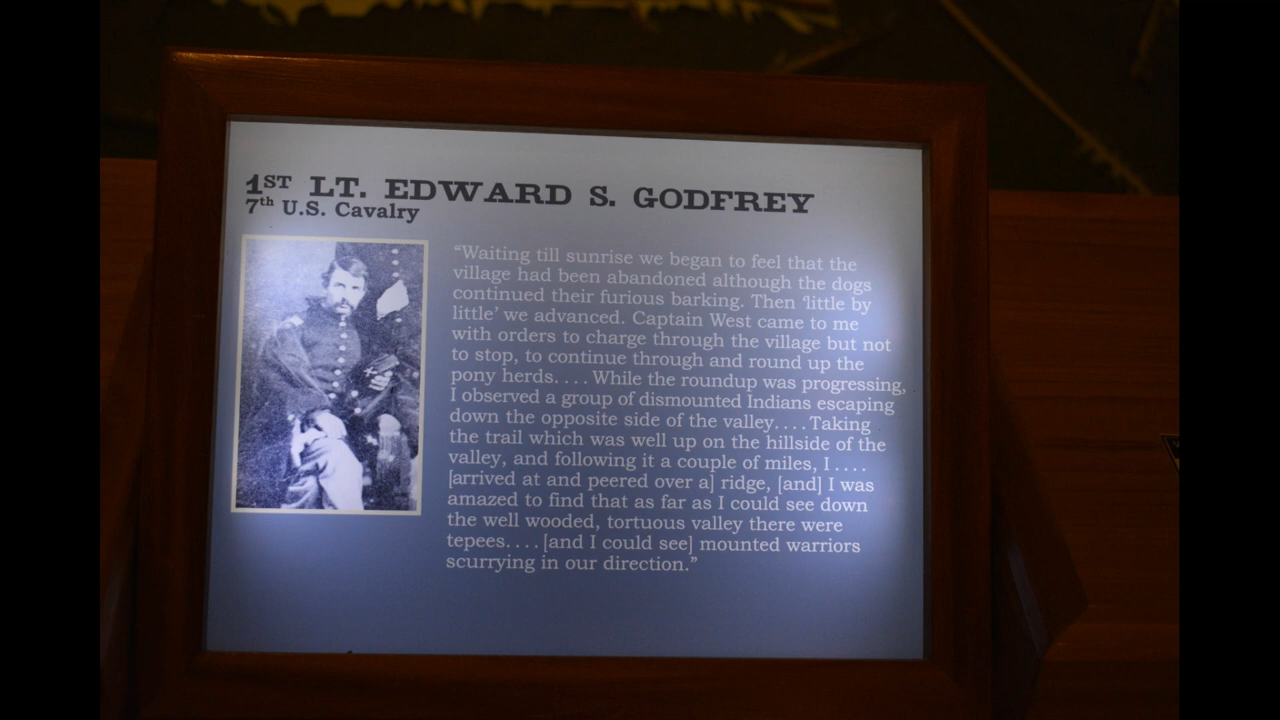 1ST LT. EDWARD S. GODFREY
7th U.S. Cavalry
“Waiting till sunrise we began to feel that the
village had been abandoned although the dogs
continued their furious barking. Then ‘little by
little’ we advanced. Captain West came to me
with orders to charge through the village but not
to stop, to continue through and round up the
pony herds. . . . While the roundup was progressing,
I observed a group of dismounted Indians escaping
down the opposite side of the valley. . . . Taking
the trail which was well up on the hillside of the
valley, and following it a couple of miles, I . . . .
[arrived at and peered over a] ridge, [and] I was
amazed to find that as far as I could see down
the well wooded, tortuous valley there were
tepees. . . . [and I could see] mounted warriors
scurrying in our direction.”